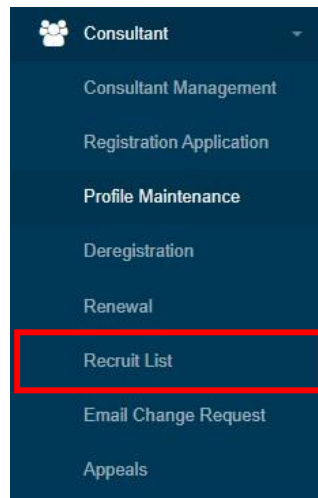 Consultant
Consultant Management
Registration Application
Profile Maintenance
Deregistration
Renewal
Recruit List
Email Change Request
Appeals